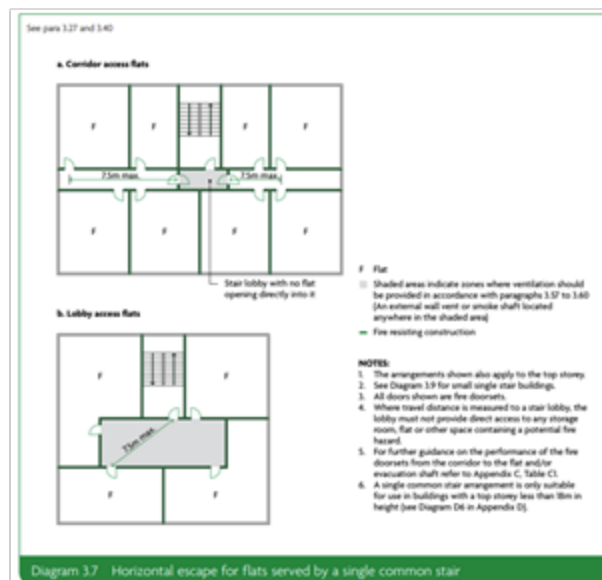 See para 3.27 and 3.40
a. Corridor access flats
F F F F
7.5m max. 7.5m max.
F F F F
Stair lobby with no flat
opening directly into it
b. Lobby access flats
F F
7.5m max.
F F
F Flat
Shaded areas indicate zones where ventilation should
be provided in accordance with paragraphs 3.57 to 3.60
(An external wall vent or smoke shaft located
anywhere in the shaded area)
Fire resisting construction
NOTES:
1. The arrangements shown also apply to the top storey.
2. See Diagram 3.9 for small single stair buildings.
3. All doors shown are fire doorsets.
4. Where travel distance is measured to a stair lobby, the
lobby must not provide direct access to any storage
room, flat or other space containing a potential fire
hazard.
5. For further guidance on the performance of the fire
doorsets from the corridor to the flat and/or
evacuation shaft refer to Appendix C, Table C1.
6. A single common stair arrangement is only suitable
for use in buildings with a top storey less than 18m in
height (see Diagram D6 in Appendix D).
Diagram 3.7 Horizontal escape for flats served by a single common stair